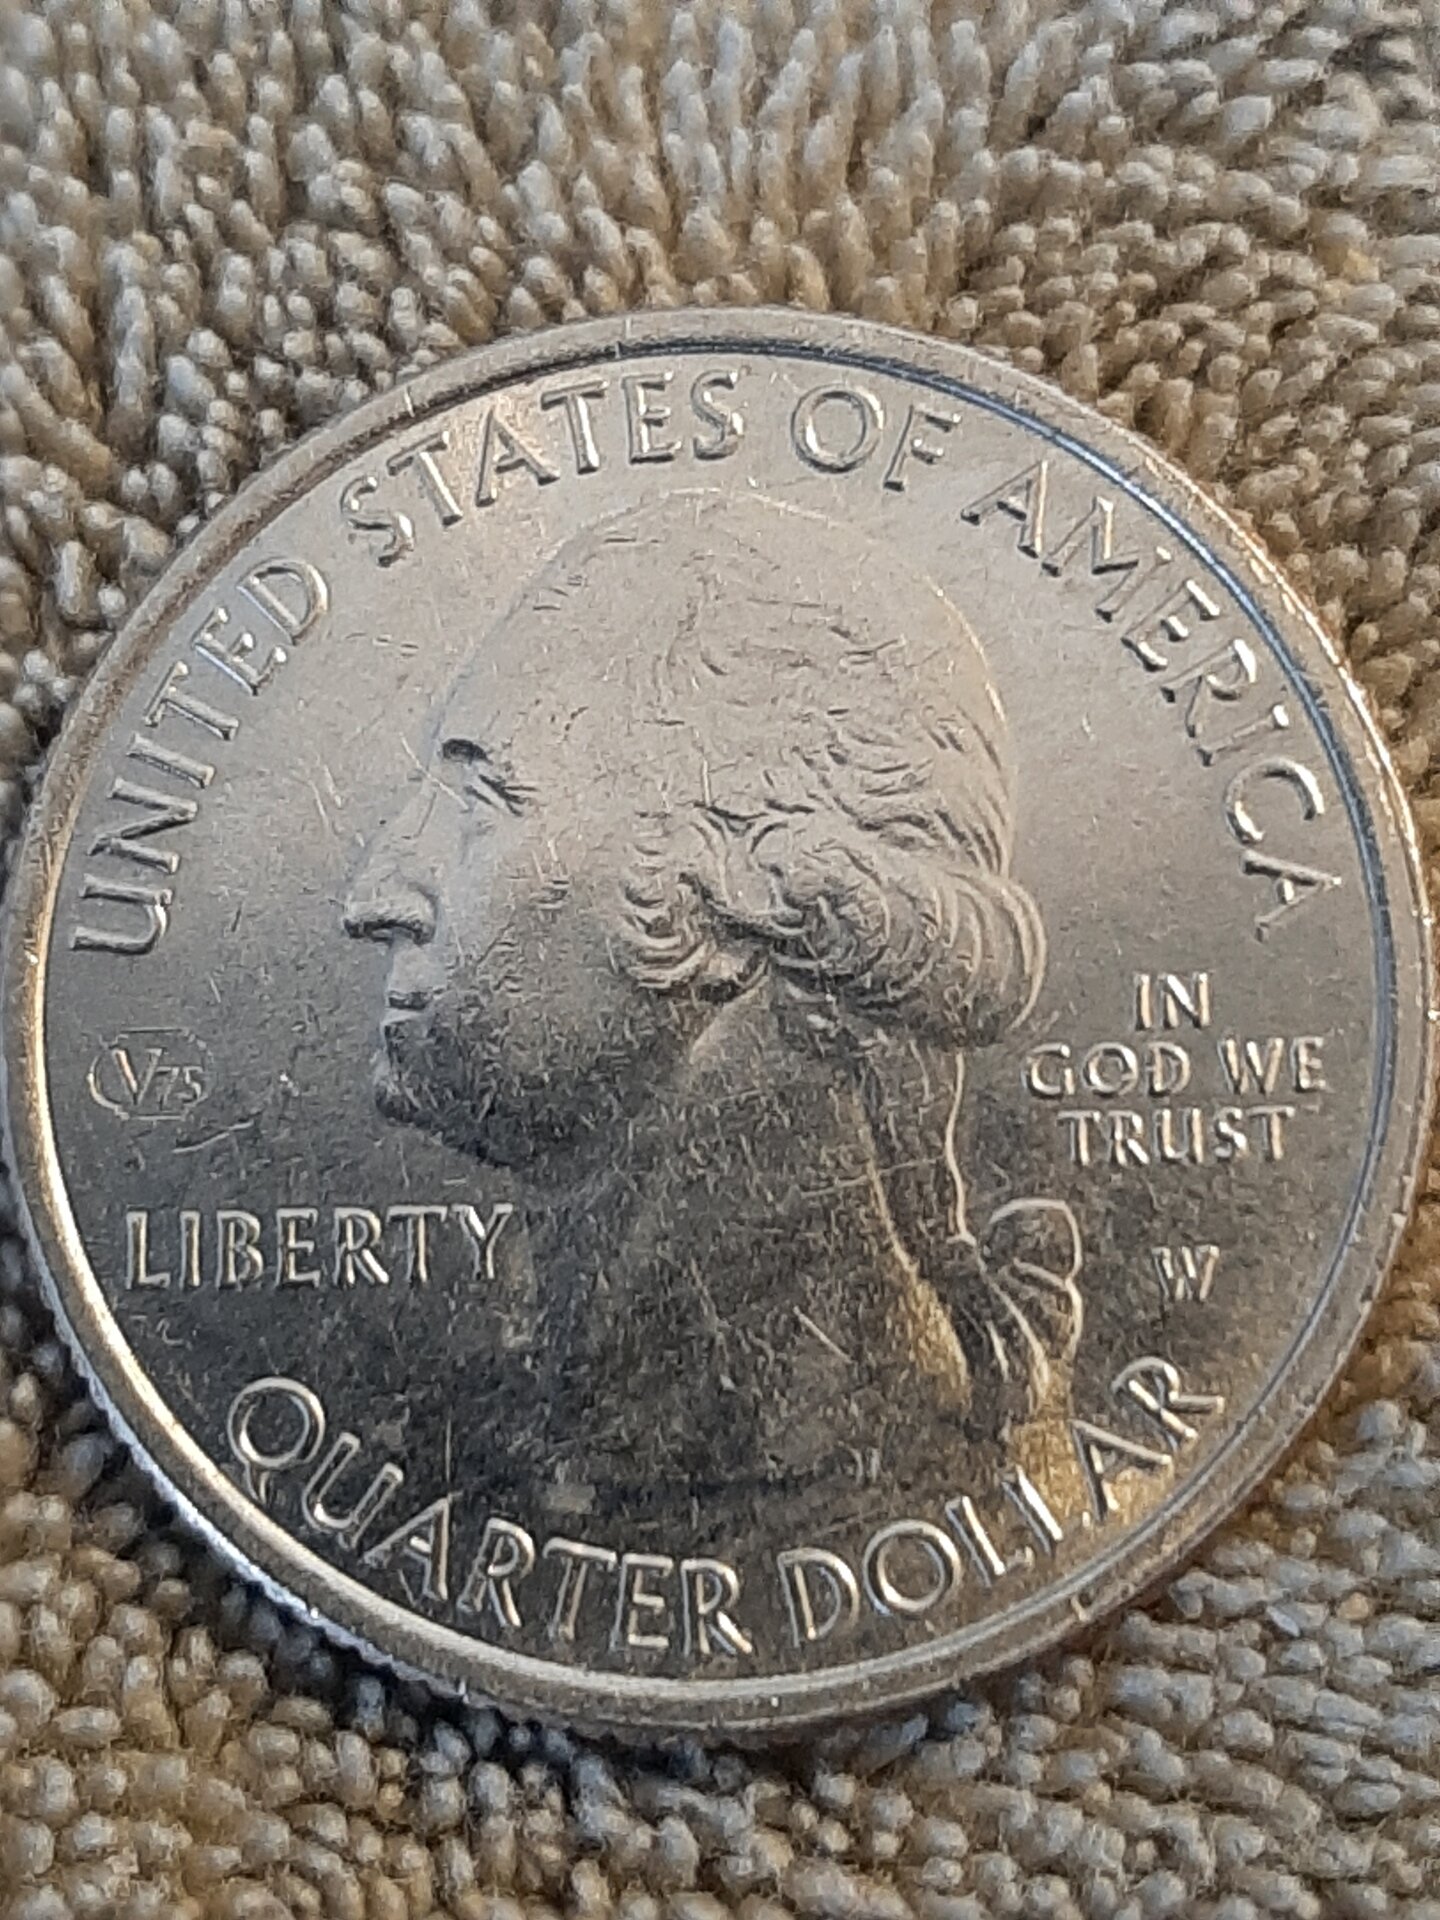 UNITED STATES OF AMERICA
IN
GOD WE
TRUST
V75
LIBERTY
W
QUARTER DOLLAR